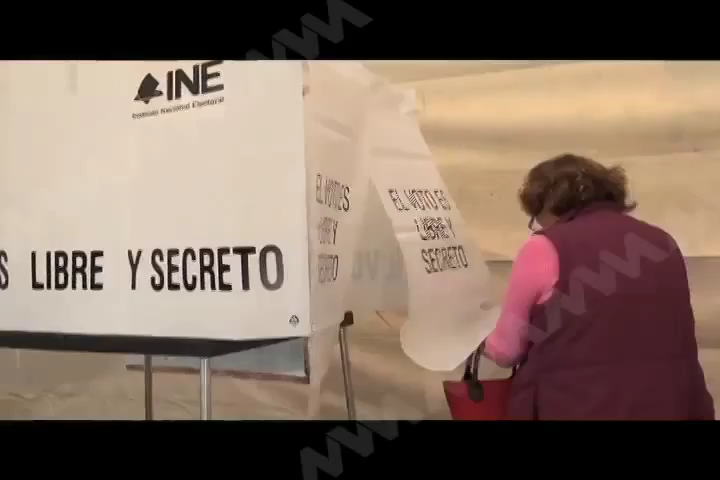 INE
Instituto Nacional Electoral
LIBRE Y SECRETO
EL VOTO ES
LIBRE Y
SECRETO
EL VOTO ES
LIBRE Y
SECRETO